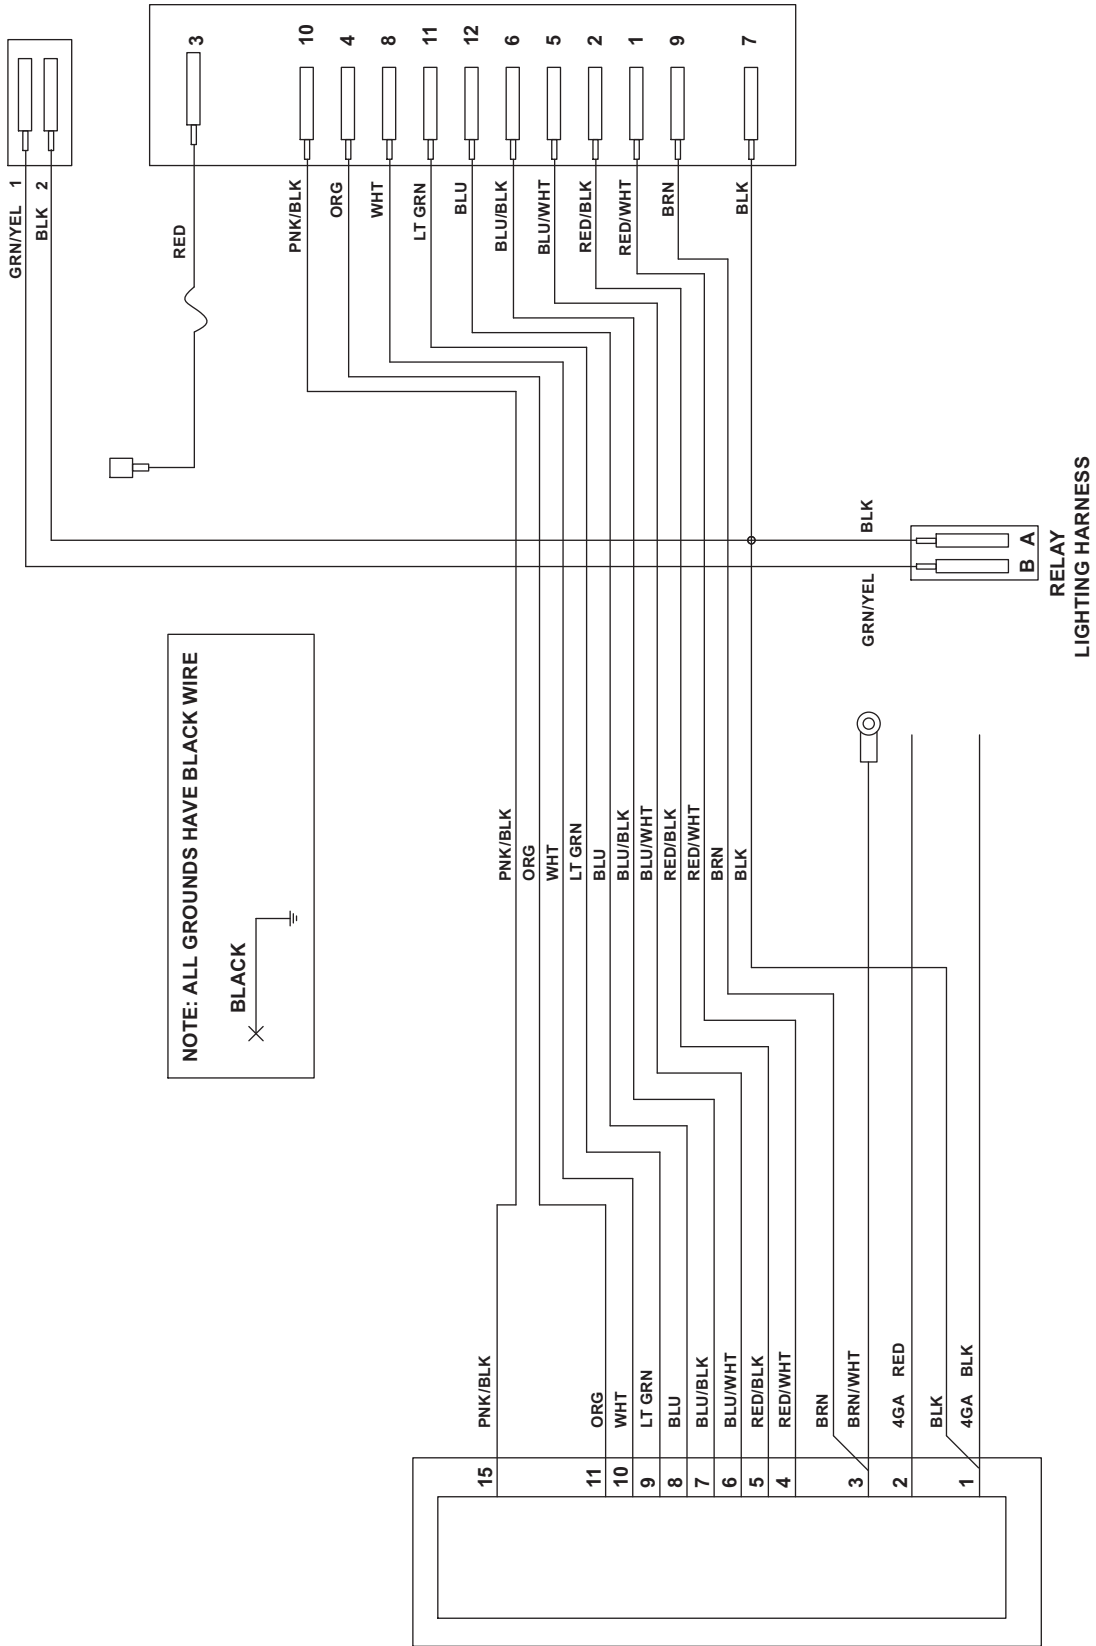 GRN/YEL 1
BLK 2
3
10
4
8
11
12
6
5
2
1
9
7
RED
PNK/BLK
ORG
WHT
LT GRN
BLU
BLU/BLK
BLU/WHT
RED/BLK
RED/WHT
BRN
BLK
NOTE: ALL GROUNDS HAVE BLACK WIRE
BLACK
BLK
GRN/YEL
A
B
RELAY
LIGHTING HARNESS
PNK/BLK
ORG
WHT
LT GRN
BLU
BLU/BLK
BLU/WHT
RED/BLK
RED/WHT
BRN
BLK
PNK/BLK
ORG
WHT
LT GRN
BLU
BLU/BLK
BLU/WHT
RED/BLK
RED/WHT
BRN
BRN/WHT
4GA RED
BLK
4GA BLK
15
11
10
9
8
7
6
5
4
3
2
1